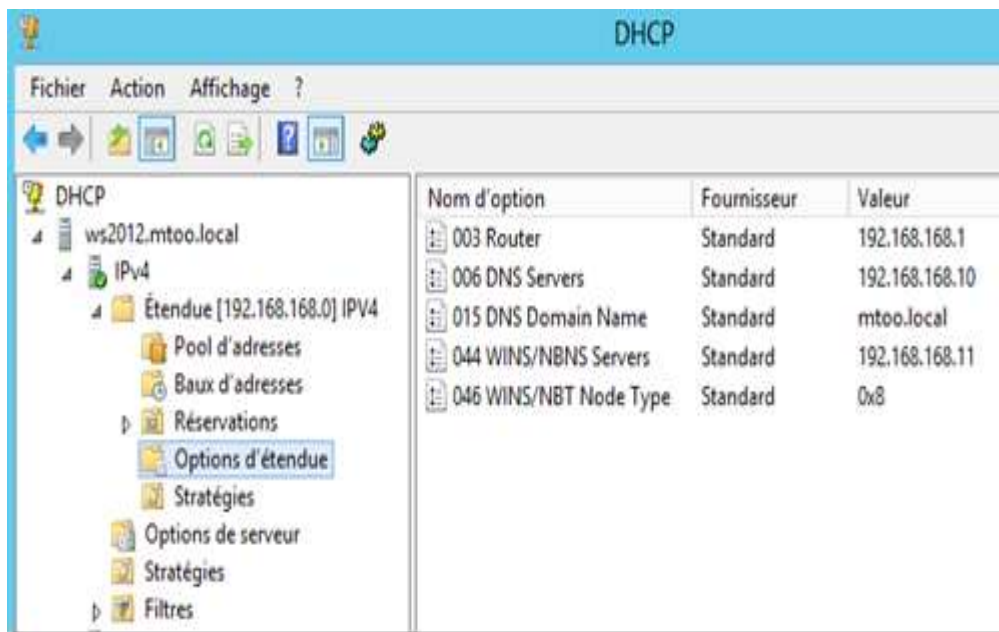 DHCP
Fichier Action Affichage ?
DHCP
ws2012.mtoo.local
IPv4
Étendue [192.168.168.0] IPV4
Pool d'adresses
Baux d'adresses
Réservations
Options d'étendue
Stratégies
Options de serveur
Stratégies
Filtres
Nom d'option Fournisseur Valeur
003 Router Standard 192.168.168.1
006 DNS Servers Standard 192.168.168.10
015 DNS Domain Name Standard mtoo.local
044 WINS/NBNS Servers Standard 192.168.168.11
046 WINS/NBT Node Type Standard 0x8